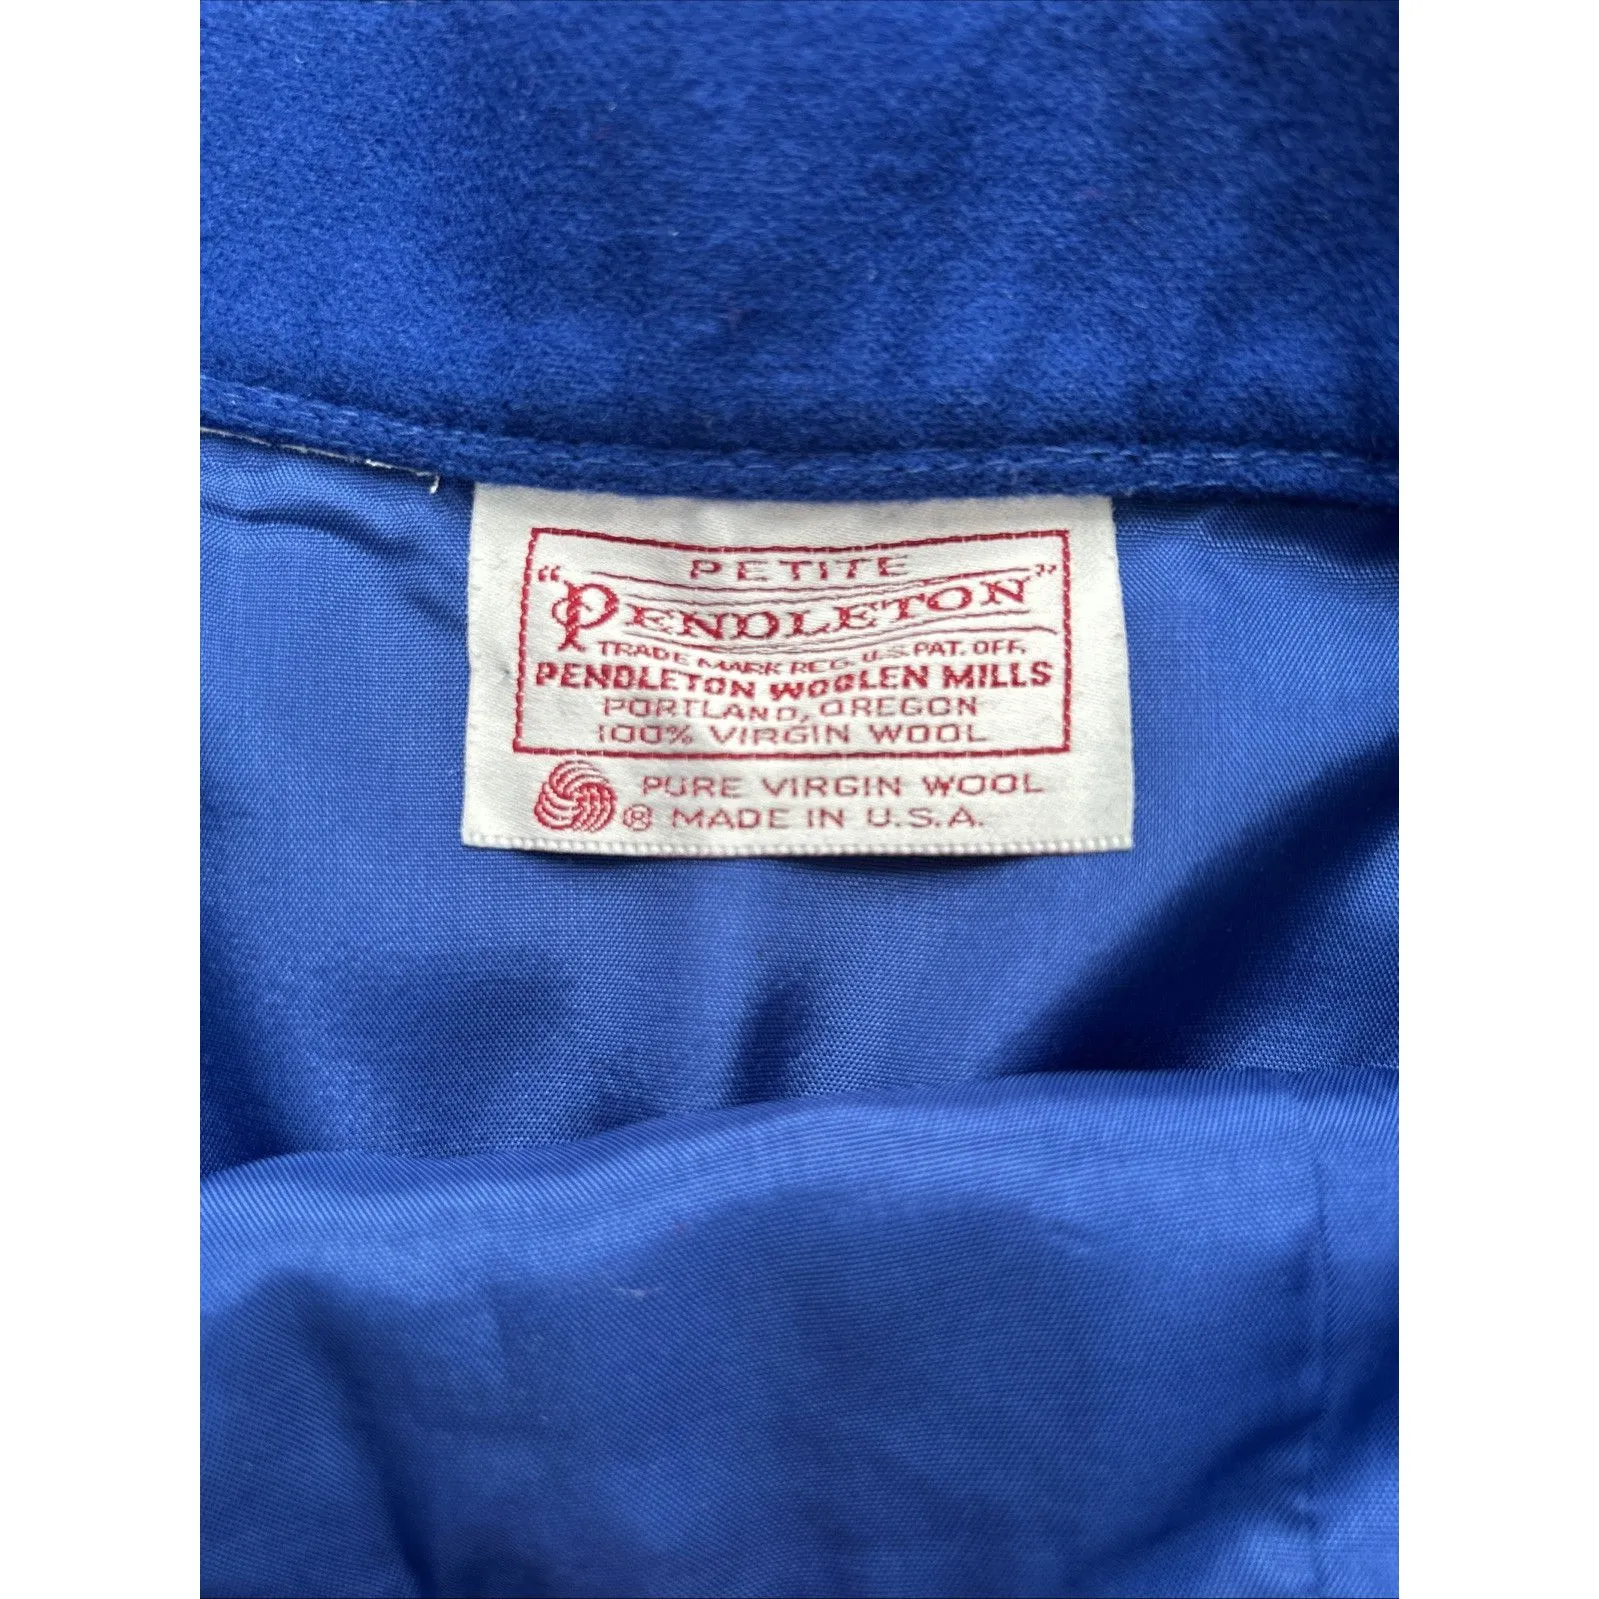 PETITE
"PENDLETON"
TRADE MARK REG. U.S. PAT. OFF.
PENDLETON WOOLEN MILLS
PORTLAND, OREGON
100% VIRGIN WOOL
PURE VIRGIN WOOL
® MADE IN U.S.A.